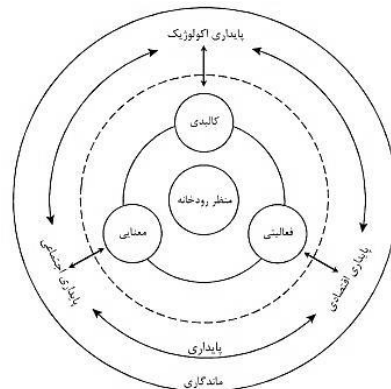 پایداری اکولوژیک
کالبدی
منظر رودخانه
معنایی
فعالیتی
پایداری اجتماعی
پایداری اقتصادی
پایداری
ماندگاری